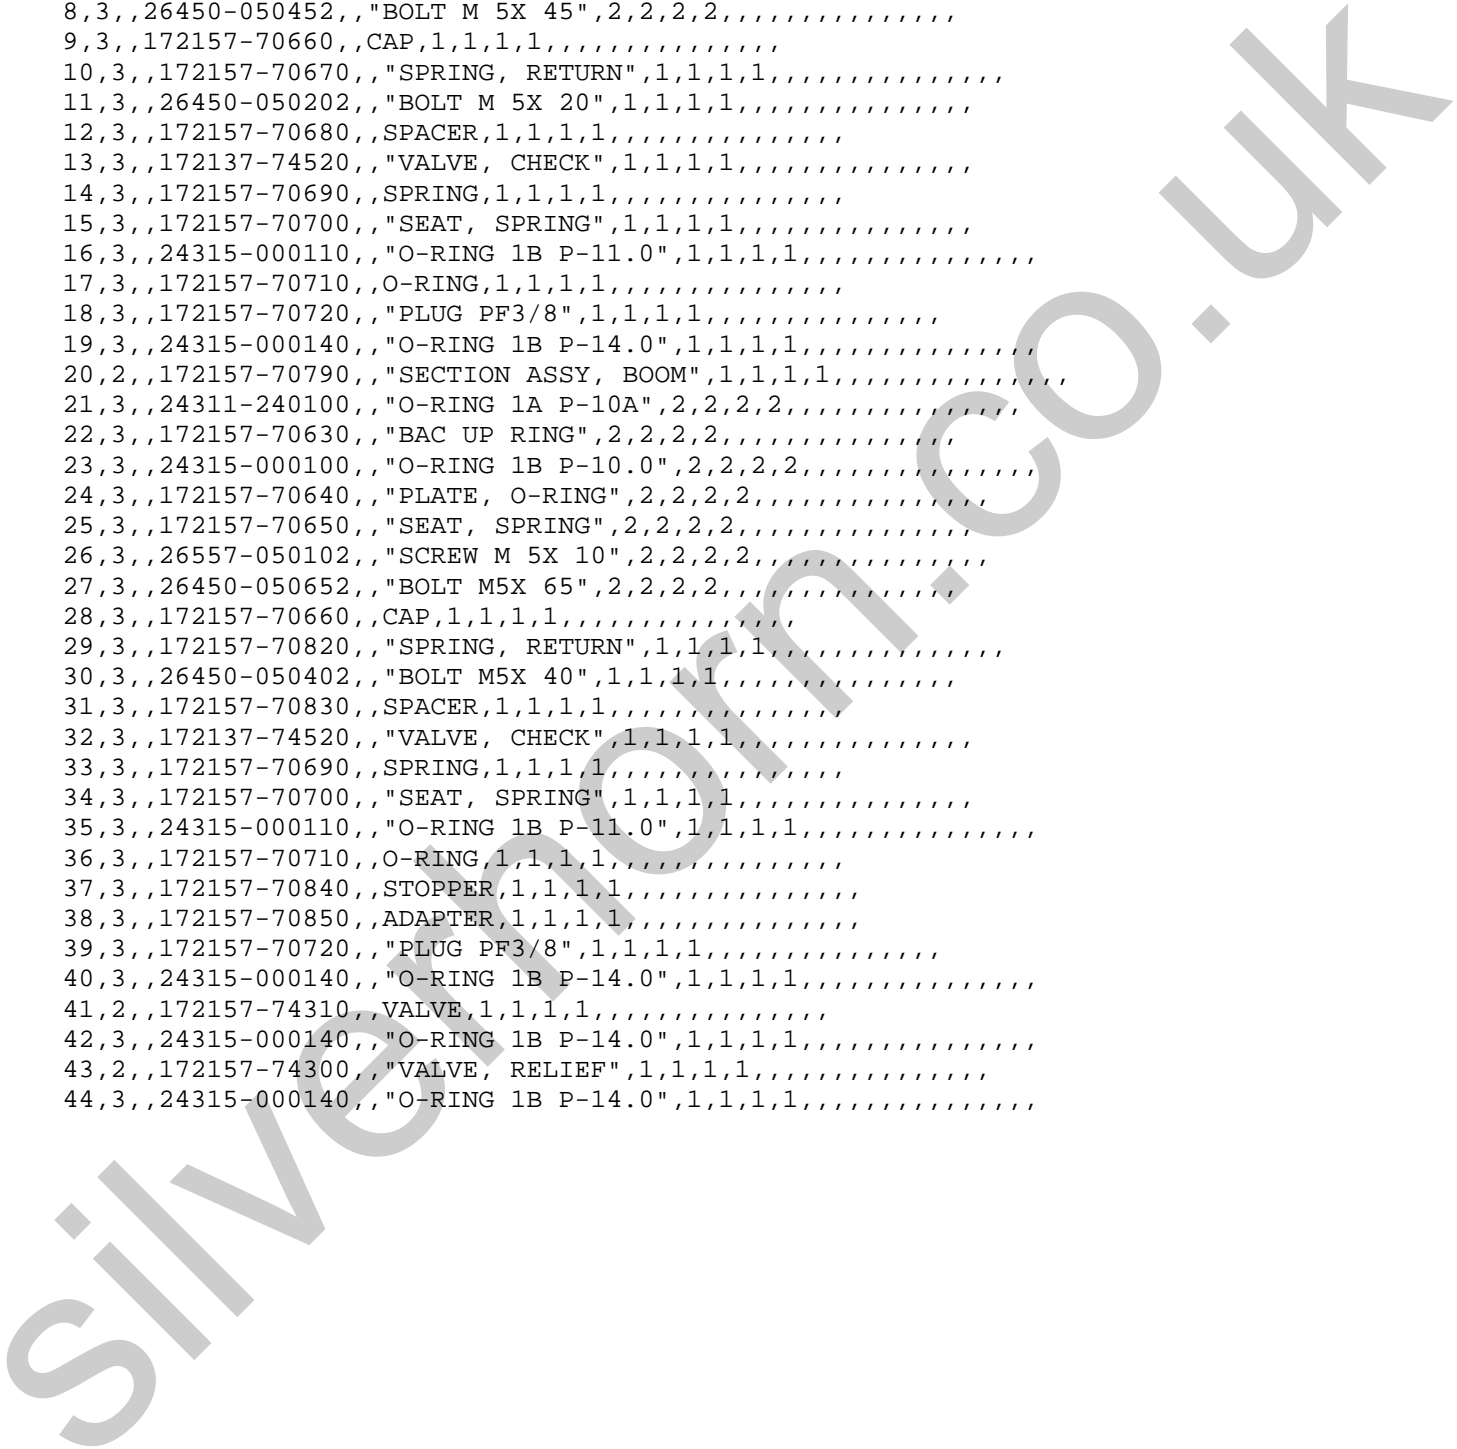 8,3,,26450-050452,,"BOLT M 5X 45",2,2,2,2,,,,,,,,,,,,,,,
9,3,,172157-70660,,CAP,1,1,1,1,,,,,,,,,,,,,,,
10,3,,172157-70670,,"SPRING, RETURN",1,1,1,1,,,,,,,,,,,,,,,
11,3,,26450-050202,,"BOLT M 5X 20",1,1,1,1,,,,,,,,,,,,,,,
12,3,,172157-70680,,SPACER,1,1,1,1,,,,,,,,,,,,,,,
13,3,,172137-74520,,"VALVE, CHECK",1,1,1,1,,,,,,,,,,,,,,,
14,3,,172157-70690,,SPRING,1,1,1,1,,,,,,,,,,,,,,,
15,3,,172157-70700,,"SEAT, SPRING",1,1,1,1,,,,,,,,,,,,,,,
16,3,,24315-000110,,"O-RING 1B P-11.0",1,1,1,1,,,,,,,,,,,,,,,
17,3,,172157-70710,,O-RING,1,1,1,1,,,,,,,,,,,,,,,
18,3,,172157-70720,,"PLUG PF3/8",1,1,1,1,,,,,,,,,,,,,,,
19,3,,24315-000140,,"O-RING 1B P-14.0",1,1,1,1,,,,,,,,,,,,,,,
20,2,,172157-70790,,"SECTION ASSY, BOOM",1,1,1,1,,,,,,,,,,,,,,,
21,3,,24311-240100,,"O-RING 1A P-10A",2,2,2,2,,,,,,,,,,,,,,,
22,3,,172157-70630,,"BAC UP RING",2,2,2,2,,,,,,,,,,,,,,,
23,3,,24315-000100,,"O-RING 1B P-10.0",2,2,2,2,,,,,,,,,,,,,,,
24,3,,172157-70640,,"PLATE, O-RING",2,2,2,2,,,,,,,,,,,,,,,
25,3,,172157-70650,,"SEAT, SPRING",2,2,2,2,,,,,,,,,,,,,,,
26,3,,26557-050102,,"SCREW M 5X 10",2,2,2,2,,,,,,,,,,,,,,,
27,3,,26450-050652,,"BOLT M5X 65",2,2,2,2,,,,,,,,,,,,,,,
28,3,,172157-70660,,CAP,1,1,1,1,,,,,,,,,,,,,,,
29,3,,172157-70820,,"SPRING, RETURN",1,1,1,1,,,,,,,,,,,,,,,
30,3,,26450-050402,,"BOLT M5X 40",1,1,1,1,,,,,,,,,,,,,,,
31,3,,172157-70830,,SPACER,1,1,1,1,,,,,,,,,,,,,,,
32,3,,172137-74520,,"VALVE, CHECK",1,1,1,1,,,,,,,,,,,,,,,
33,3,,172157-70690,,SPRING,1,1,1,1,,,,,,,,,,,,,,,
34,3,,172157-70700,,"SEAT, SPRING",1,1,1,1,,,,,,,,,,,,,,,
35,3,,24315-000110,,"O-RING 1B P-11.0",1,1,1,1,,,,,,,,,,,,,,,
36,3,,172157-70710,,O-RING,1,1,1,1,,,,,,,,,,,,,,,
37,3,,172157-70840,,STOPPER,1,1,1,1,,,,,,,,,,,,,,,
38,3,,172157-70850,,ADAPTER,1,1,1,1,,,,,,,,,,,,,,,
39,3,,172157-70720,,"PLUG PF3/8",1,1,1,1,,,,,,,,,,,,,,,
40,3,,24315-000140,,"O-RING 1B P-14.0",1,1,1,1,,,,,,,,,,,,,,,
41,2,,172157-74310,,VALVE,1,1,1,1,,,,,,,,,,,,,,,
42,3,,24315-000140,,"O-RING 1B P-14.0",1,1,1,1,,,,,,,,,,,,,,,
43,2,,172157-74300,,"VALVE, RELIEF",1,1,1,1,,,,,,,,,,,,,,,
44,3,,24315-000140,,"O-RING 1B P-14.0",1,1,1,1,,,,,,,,,,,,,,,
silverhorn.co.uk